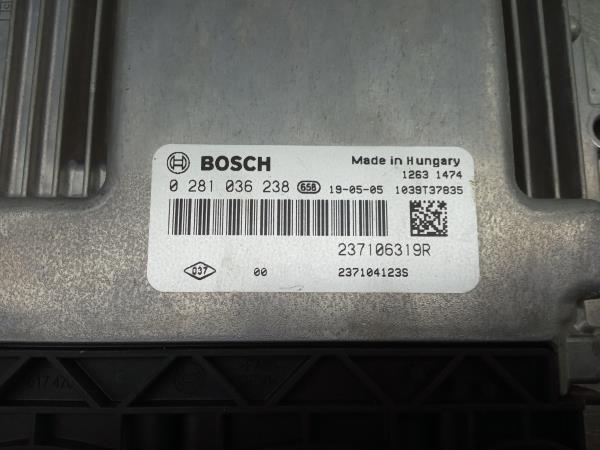 BOSCH
Made in Hungary
1263 1474
0 281 036 238 658 19-05-05 1039T37835
237106319R
037 00 237104123S